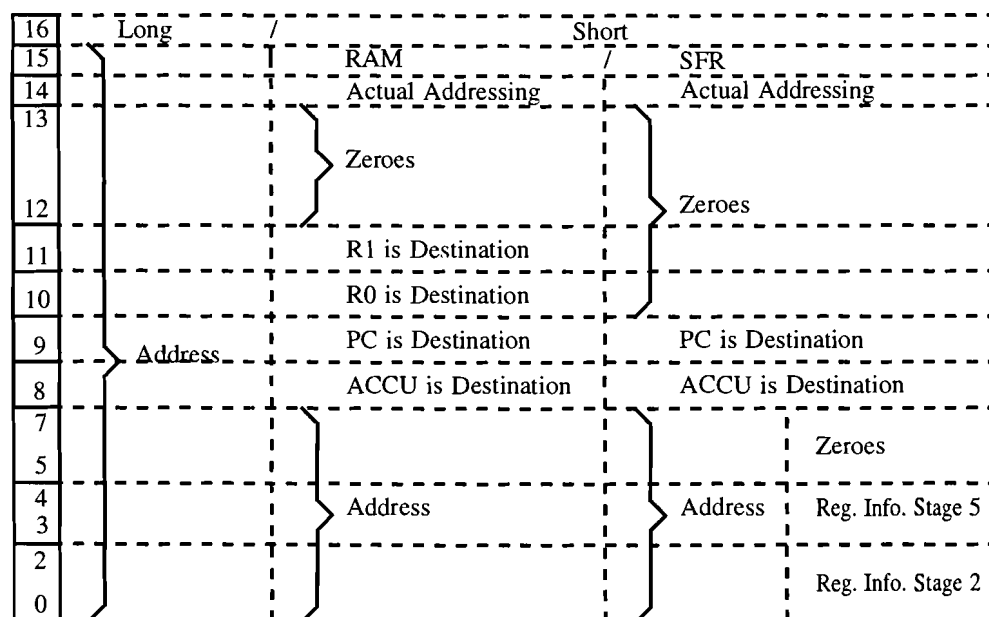 16 Long / Short
15 RAM / SFR
14 Actual Addressing Actual Addressing
13
Zeroes
12 Zeroes
11 R1 is Destination
10 R0 is Destination
9 Address PC is Destination PC is Destination
8 ACCU is Destination ACCU is Destination
7
Zeroes
5
4 Address Address Reg. Info. Stage 5
3
2
Reg. Info. Stage 2
0